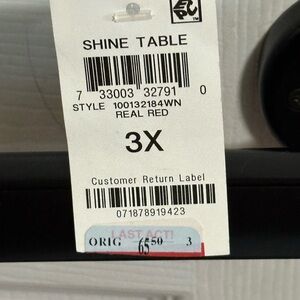 SHINE TABLE
7 33003 32791 0
STYLE 100132184WN
REAL RED
3X
Customer Return Label
071878919423
LAST ACT!
ORIG 6550 3
65